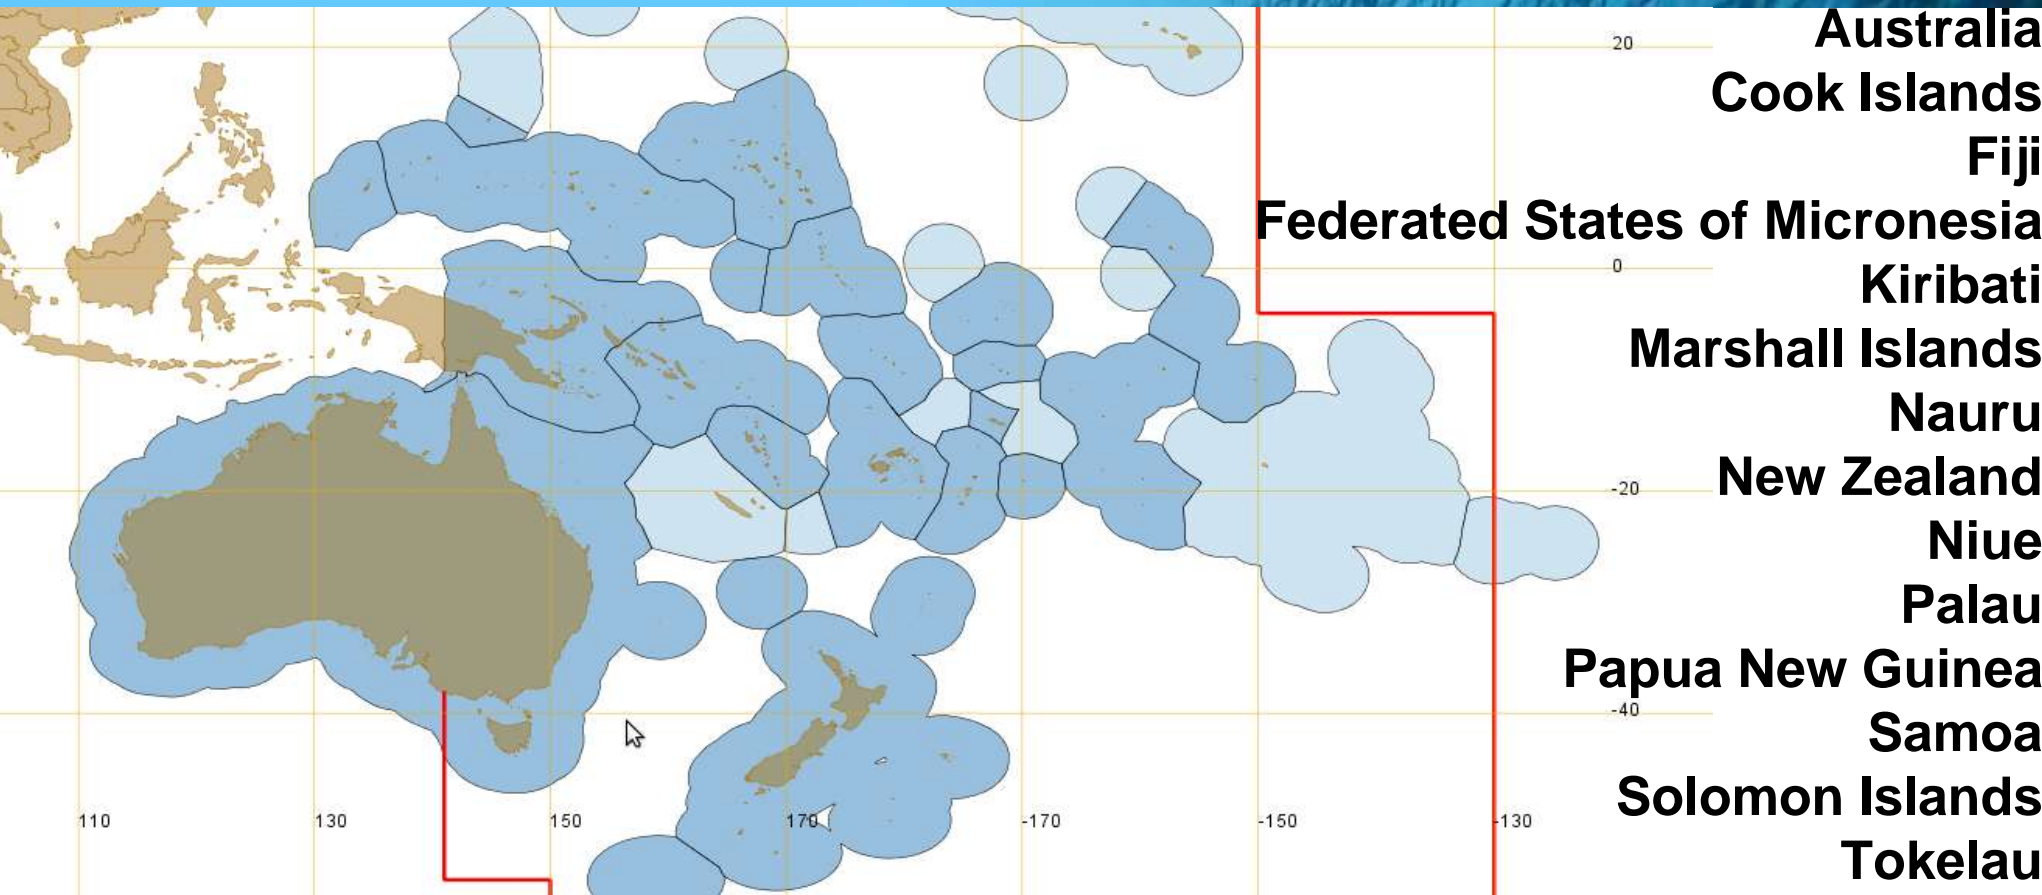 Australia
20
Cook Islands
Fiji
Federated States of Micronesia
0
Kiribati
Marshall Islands
Nauru
-20
New Zealand
Niue
Palau
Papua New Guinea
-40
Samoa
Solomon Islands
110 130 150 170 -170 -150 -130
Tokelau